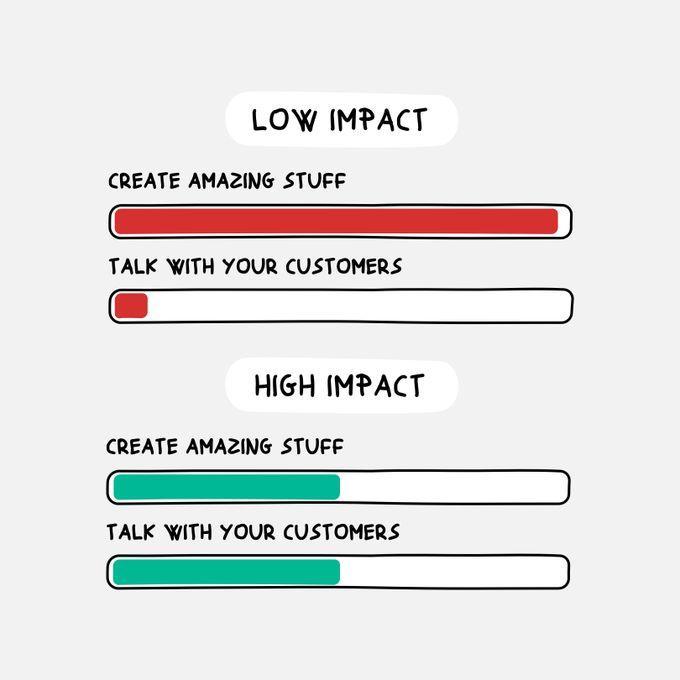 LOW IMPACT
CREATE AMAZING STUFF
TALK WITH YOUR CUSTOMERS
HIGH IMPACT
CREATE AMAZING STUFF
TALK WITH YOUR CUSTOMERS